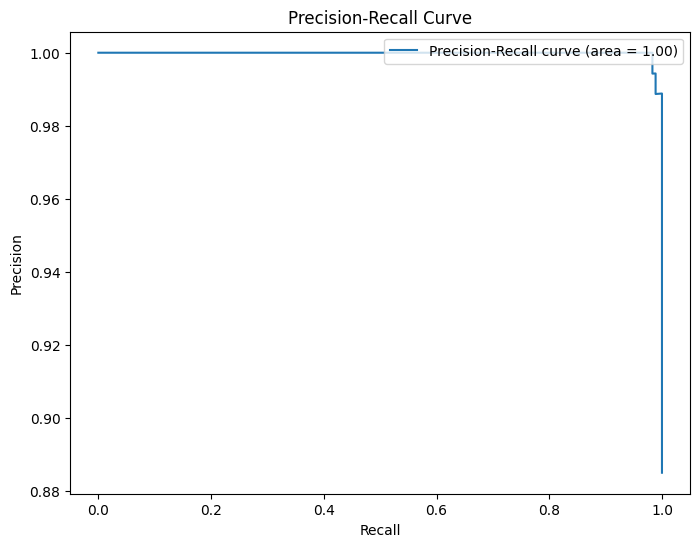 Precision-Recall Curve
Precision-Recall curve (area = 1.00)
1.00
0.98
0.96
0.94
0.92
0.90
0.88
Precision
0.0 0.2 0.4 0.6 0.8 1.0
Recall